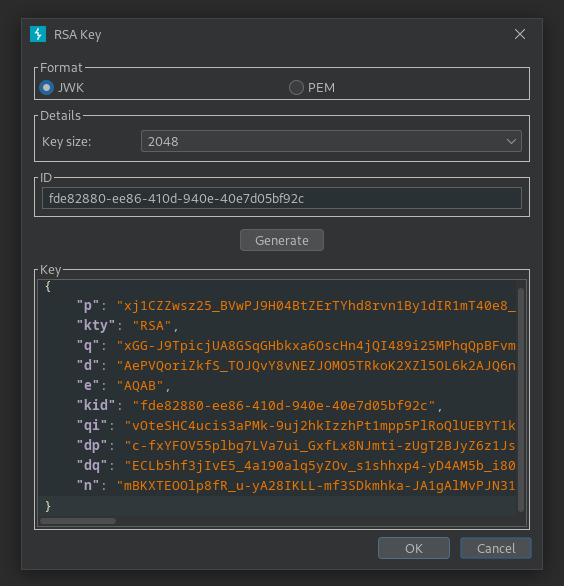 RSA Key
Format
JWK
PEM
Details
Key size:
2048
ID
fde82880-ee86-410d-940e-40e7d05bf92c
Generate
Key
{
"p": "xj1CZZwsz25_BVwPJ9H04BtZErTYhd8rvn1By1dIR1mT40e8_
"kty": "RSA",
"q": "xGG-J9TpicjUA8GSqGHbkxa6OscHn4jQI489i25MPhqQpBFvm
"d": "AePVQoriZkfS_TOJQvY8vNEZJOMO5TRkoK2XZl5OL6k2AJQ6n
"e": "AQAB",
"kid": "fde82880-ee86-410d-940e-40e7d05bf92c",
"qi": "vOteSHC4ucis3aPMk-9uj2hkIzzhPt1mpp5PlRoQlUEBYT1k
"dp": "c-fxYFOV55plbg7LVa7ui_GxfLx8NJmti-zUgT2BJyZ6z1Js
"dq": "ECLb5hf3jIvE5_4a190alq5yZOv_s1shhxp4-yD4AM5b_i80
"n": "mBKXTEOOlp8fR_u-yA28IKLL-mf3SDkmhka-JA1gAlMvPJN31
}
OK
Cancel